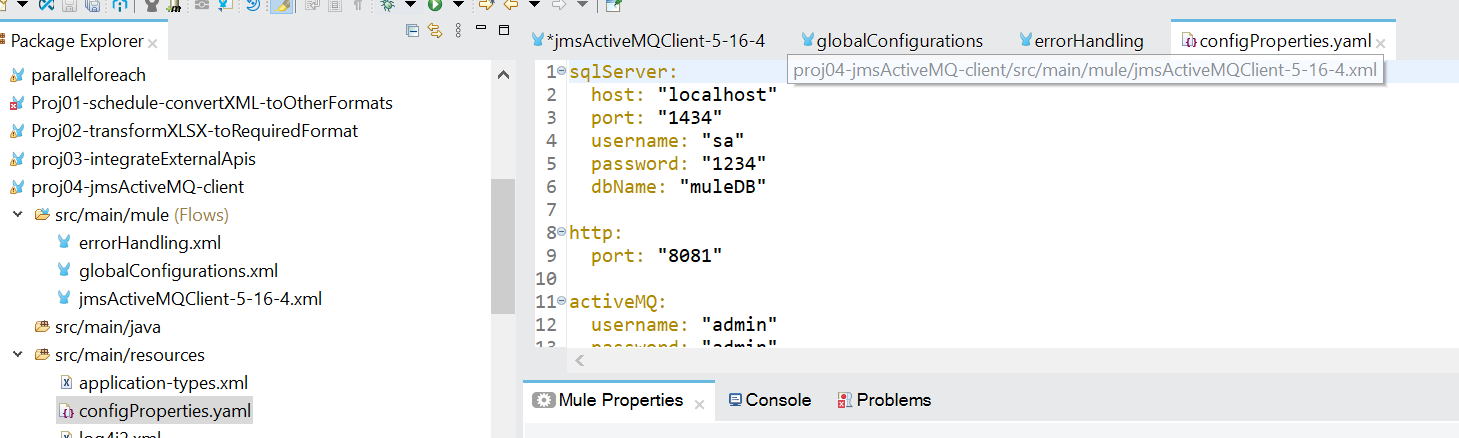 Package Explorer
parallelforeach
Proj01-schedule-convertXML-toOtherFormats
Proj02-transformXLSX-toRequiredFormat
proj03-integrateExternalApis
proj04-jmsActiveMQ-client
src/main/mule (Flows)
errorHandling.xml
globalConfigurations.xml
jmsActiveMQClient-5-16-4.xml
src/main/java
src/main/resources
application-types.xml
configProperties.yaml
log4j2.xml
*jmsActiveMQClient-5-16-4 globalConfigurations errorHandling configProperties.yaml
proj04-jmsActiveMQ-client/src/main/mule/jmsActiveMQClient-5-16-4.xml
1 sqlServer:
2 host: "localhost"
3 port: "1434"
4 username: "sa"
5 password: "1234"
6 dbName: "muleDB"
7
8 http:
9 port: "8081"
10
11 activeMQ:
12 username: "admin"
13 password: "admin"
Mule Properties Console Problems